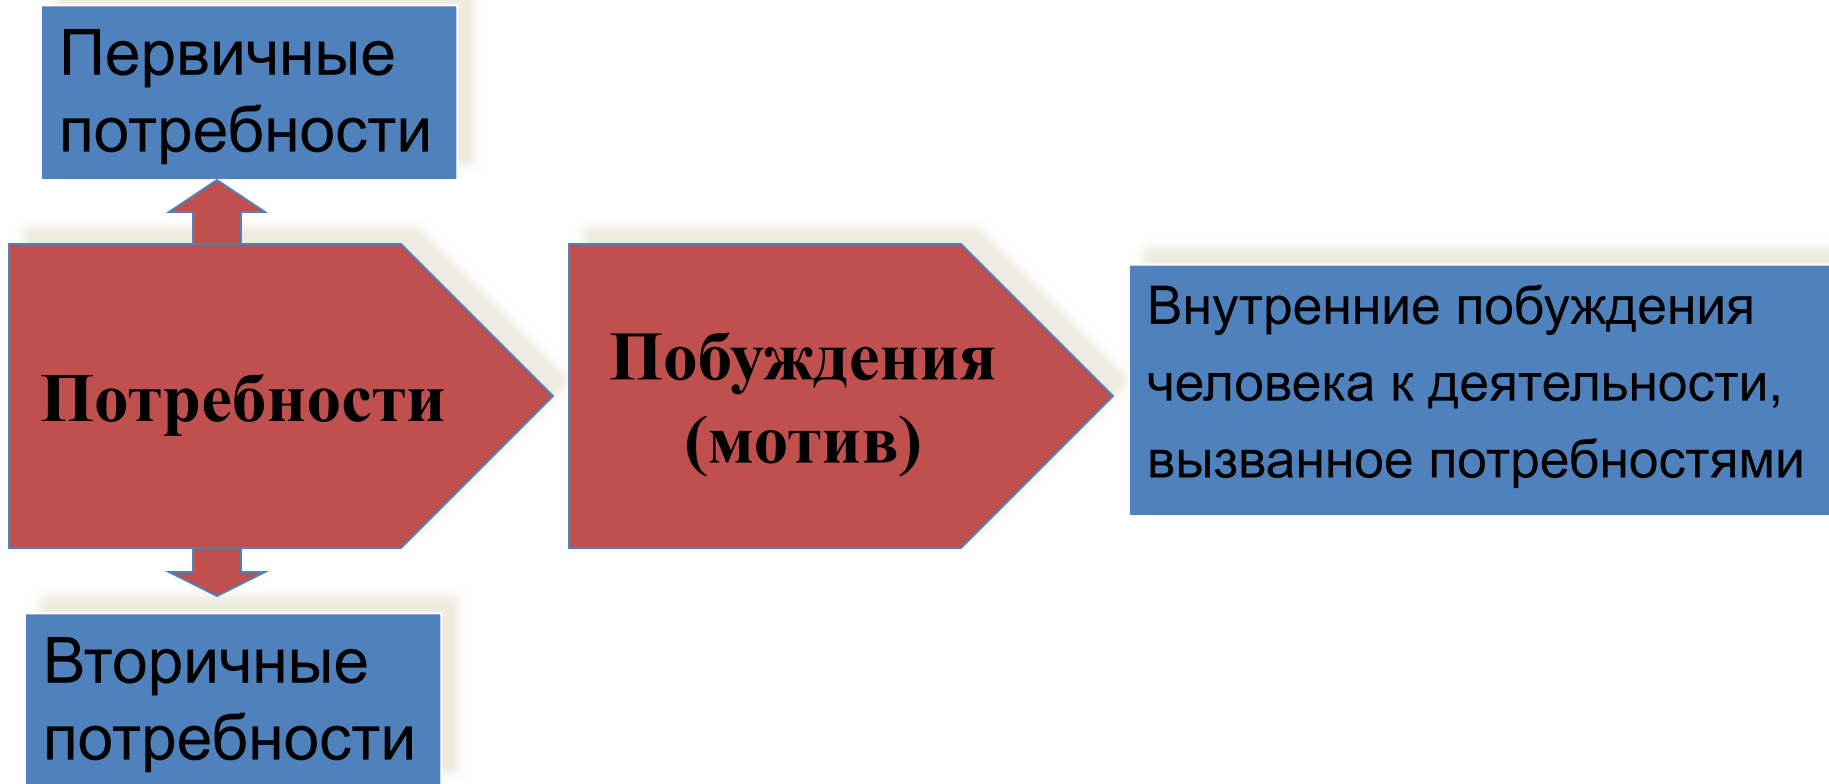 Первичные
потребности
Потребности
Побуждения
(мотив)
Внутренние побуждения
человека к деятельности,
вызванное потребностями
Вторичные
потребности